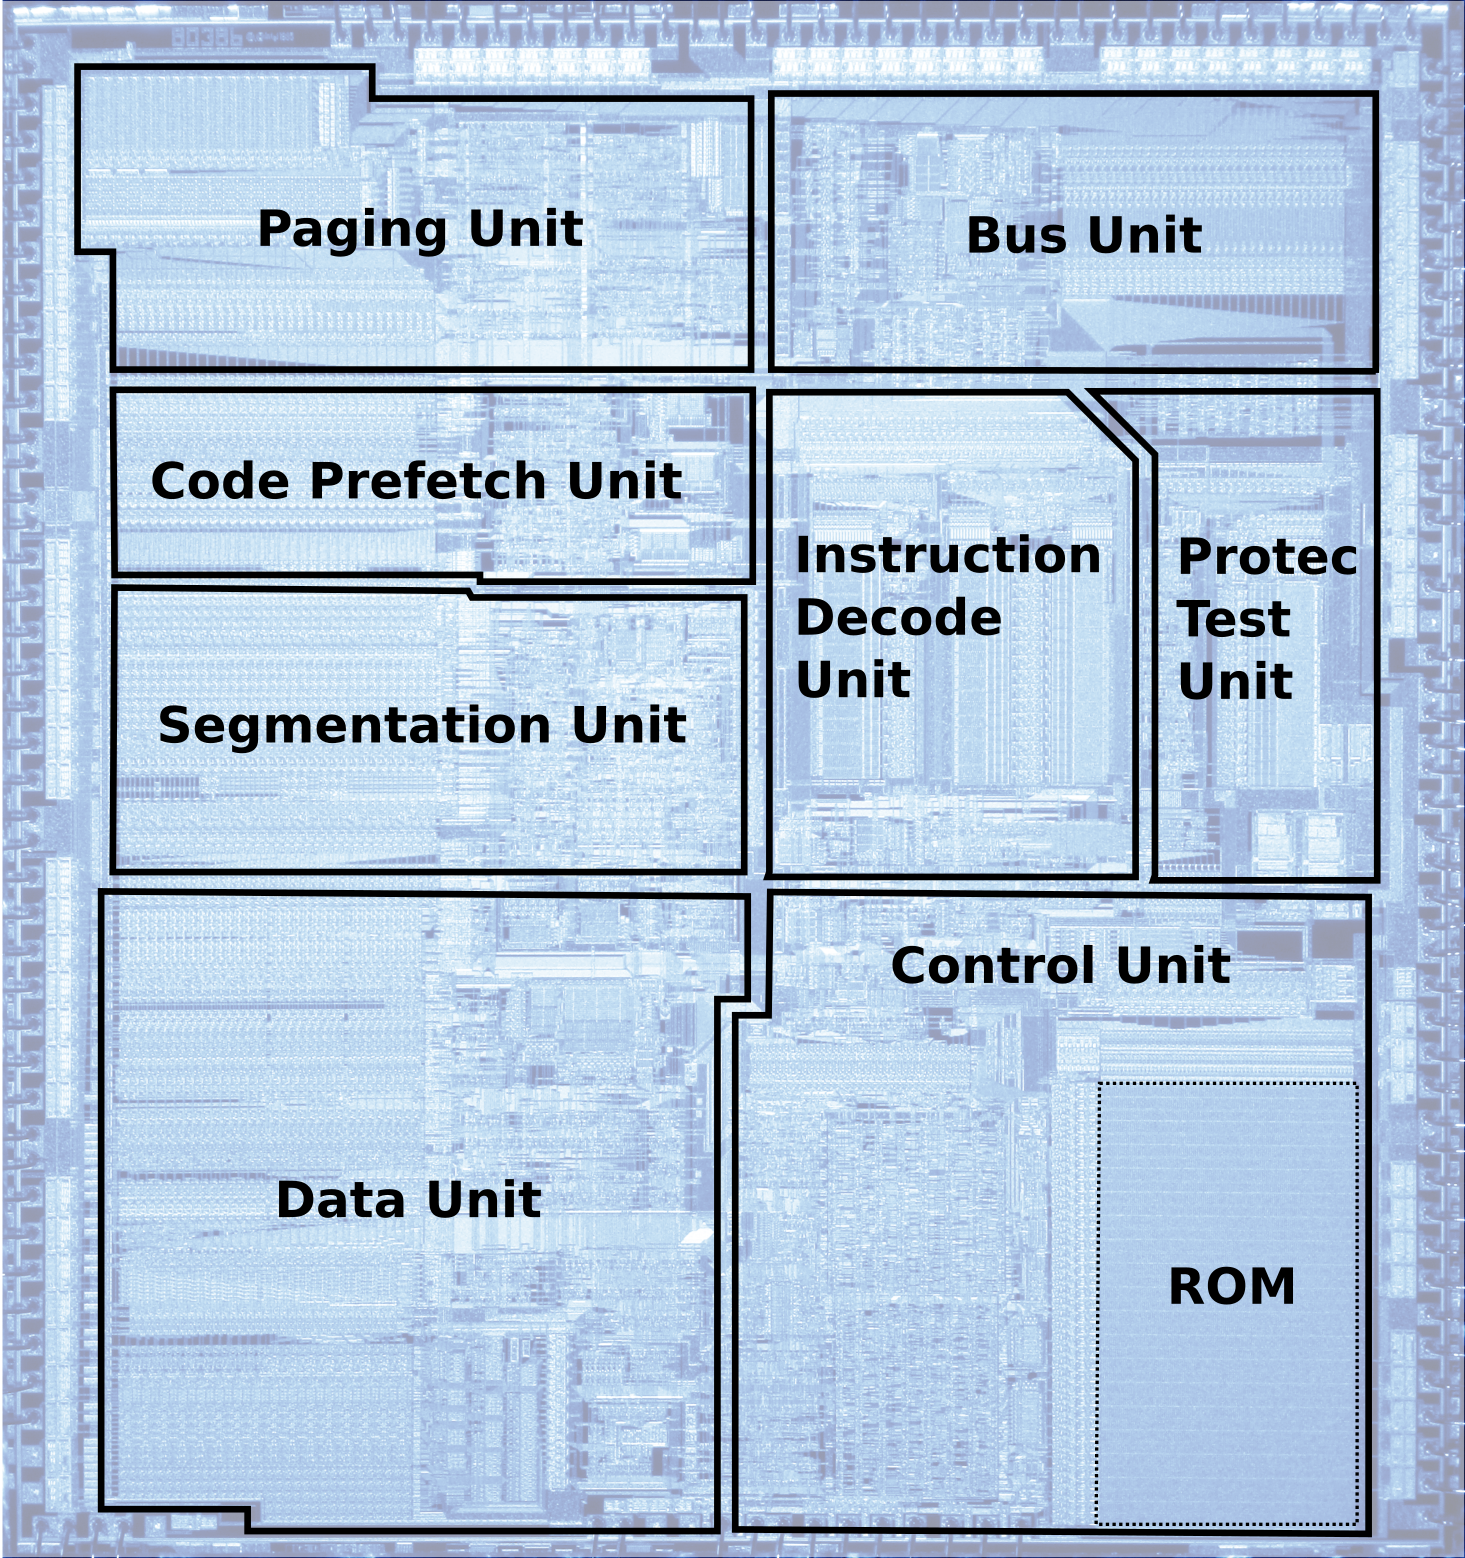 80386
Paging Unit
Bus Unit
Code Prefetch Unit
Instruction
Decode
Unit
Protec
Test
Unit
Segmentation Unit
Control Unit
Data Unit
ROM